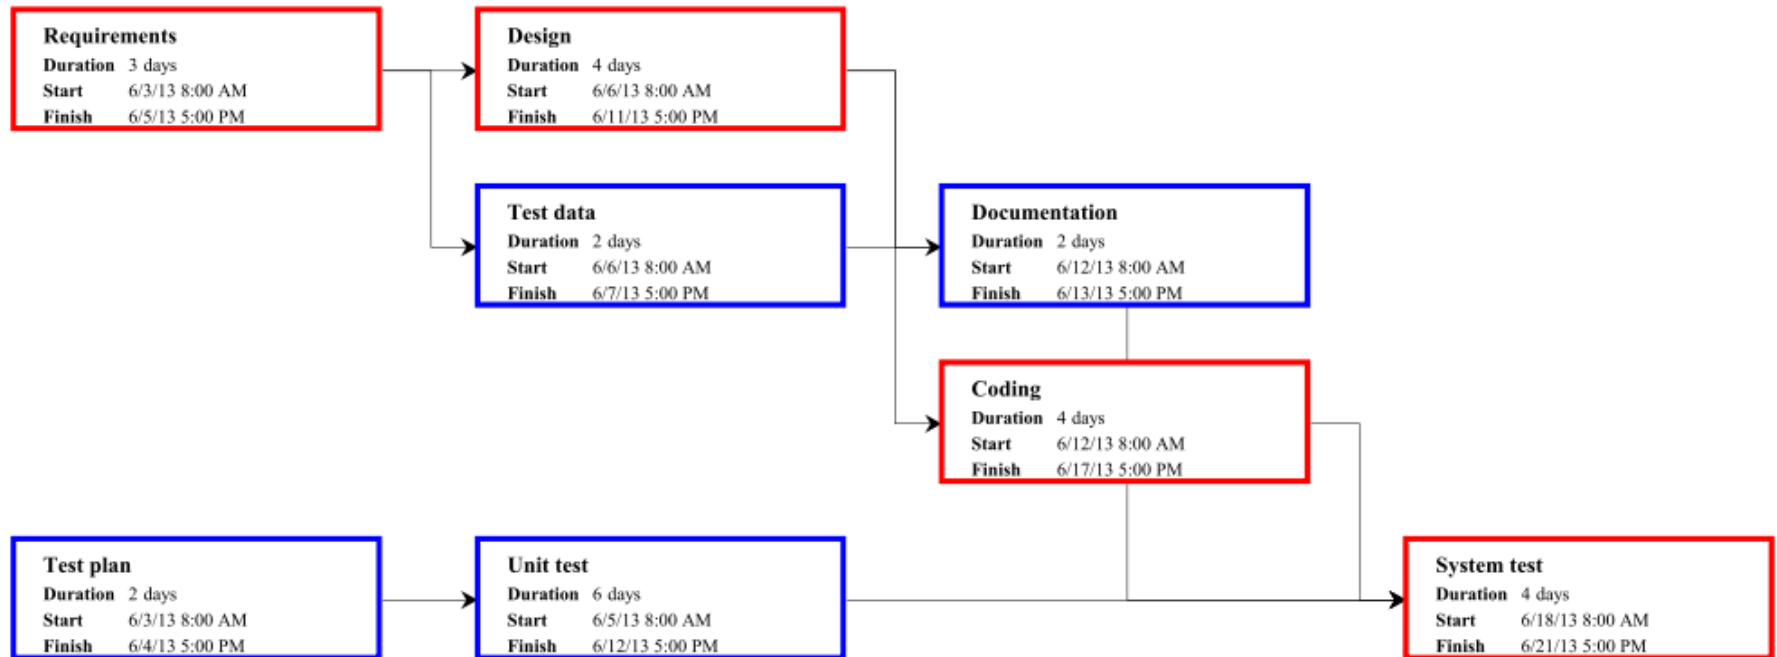 Requirements
Duration 3 days
Start 6/3/13 8:00 AM
Finish 6/5/13 5:00 PM
Design
Duration 4 days
Start 6/6/13 8:00 AM
Finish 6/11/13 5:00 PM
Test data
Duration 2 days
Start 6/6/13 8:00 AM
Finish 6/7/13 5:00 PM
Documentation
Duration 2 days
Start 6/12/13 8:00 AM
Finish 6/13/13 5:00 PM
Coding
Duration 4 days
Start 6/12/13 8:00 AM
Finish 6/17/13 5:00 PM
Test plan
Duration 2 days
Start 6/3/13 8:00 AM
Finish 6/4/13 5:00 PM
Unit test
Duration 6 days
Start 6/5/13 8:00 AM
Finish 6/12/13 5:00 PM
System test
Duration 4 days
Start 6/18/13 8:00 AM
Finish 6/21/13 5:00 PM